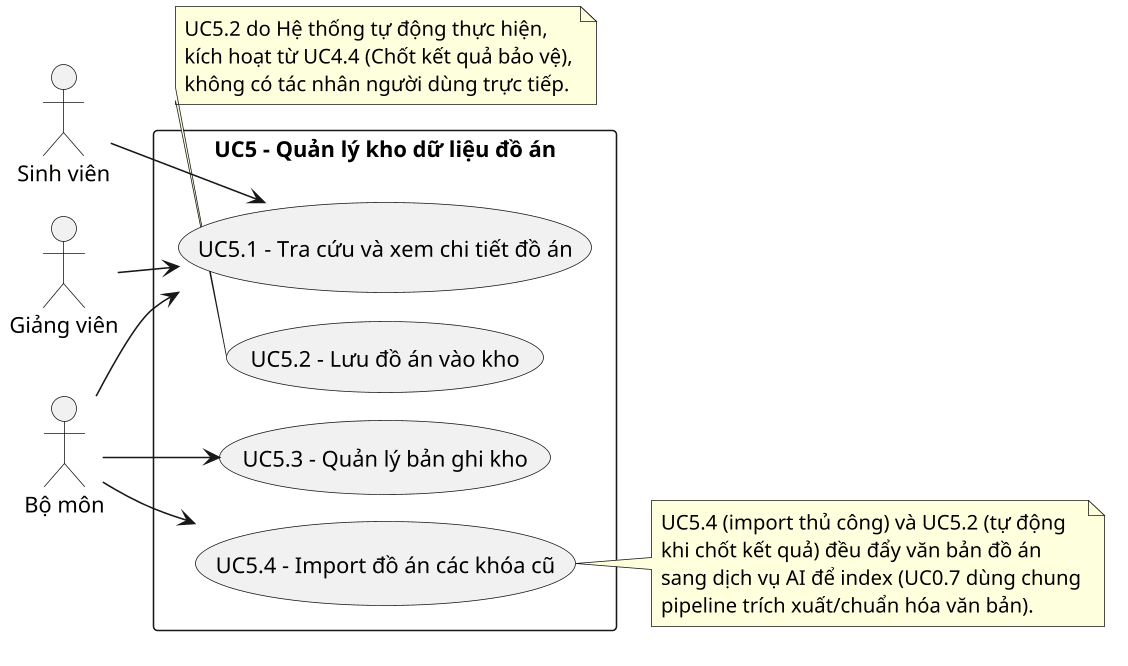 UC5.2 do Hệ thống tự động thực hiện,
kích hoạt từ UC4.4 (Chốt kết quả bảo vệ),
không có tác nhân người dùng trực tiếp.
UC5 - Quản lý kho dữ liệu đồ án
Sinh viên
UC5.1 - Tra cứu và xem chi tiết đồ án
Giảng viên
UC5.2 - Lưu đồ án vào kho
UC5.3 - Quản lý bản ghi kho
Bộ môn
UC5.4 - Import đồ án các khóa cũ
UC5.4 (import thủ công) và UC5.2 (tự động
khi chốt kết quả) đều đẩy văn bản đồ án
sang dịch vụ AI để index (UC0.7 dùng chung
pipeline trích xuất/chuẩn hóa văn bản).